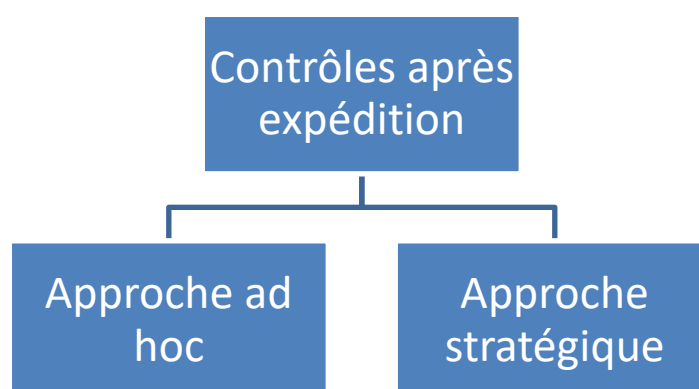 Contrôles après
expédition
Approche ad
hoc
Approche
stratégique